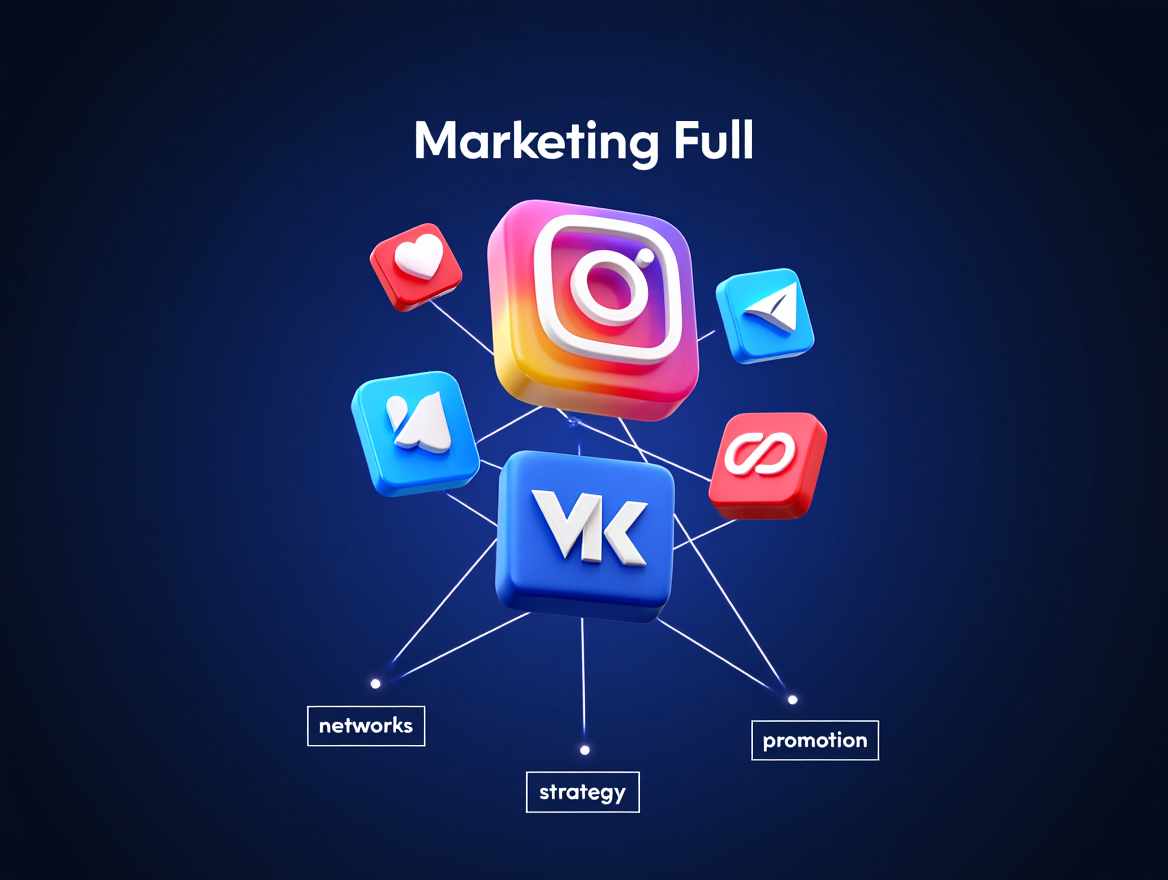 Marketing Full
VK
networks
promotion
strategy